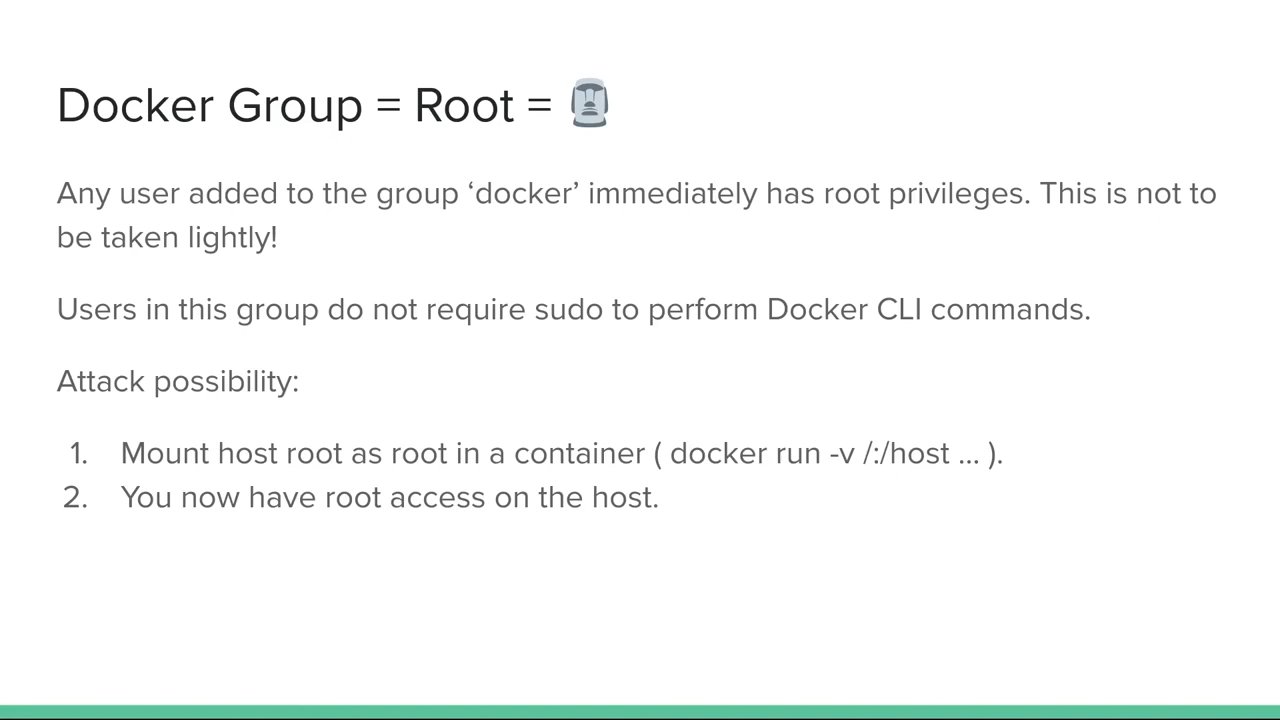 Docker Group = Root = 🗿
Any user added to the group ‘docker’ immediately has root privileges. This is not to
be taken lightly!
Users in this group do not require sudo to perform Docker CLI commands.
Attack possibility:
1. Mount host root as root in a container ( docker run -v /:/host ... ).
2. You now have root access on the host.